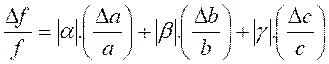 Δf/f = |α|.(Δa/a) + |β|.(Δb/b) + |γ|.(Δc/c)